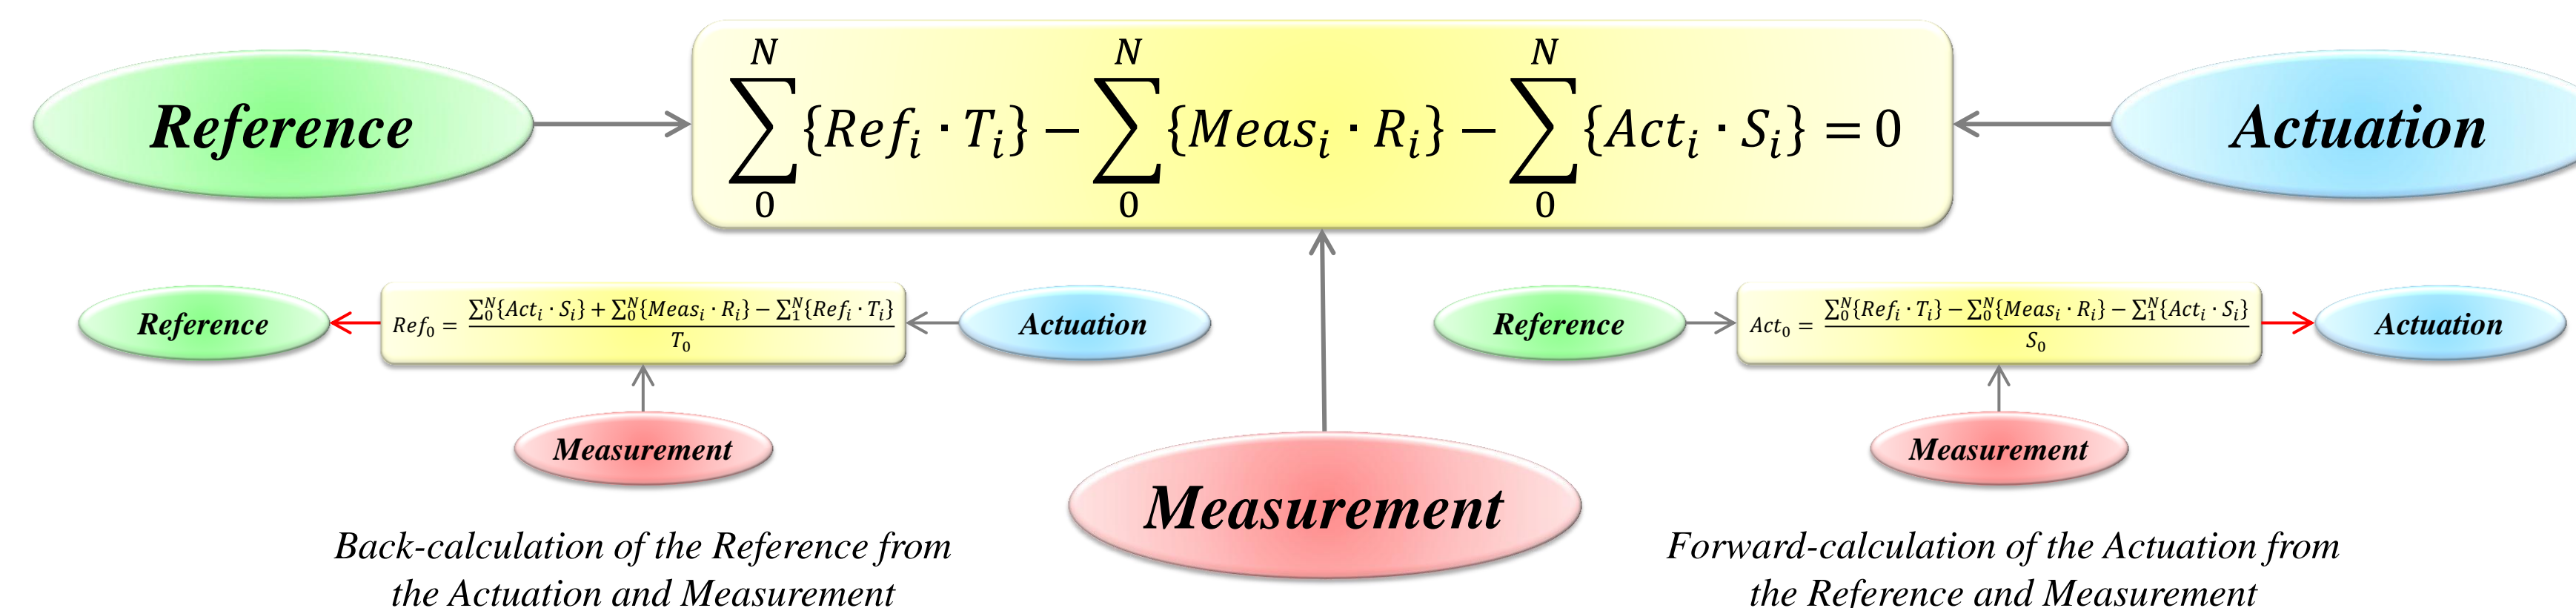 Reference
∑₀ᴺ{Refᵢ · Tᵢ} − ∑₀ᴺ{Measᵢ · Rᵢ} − ∑₀ᴺ{Actᵢ · Sᵢ} = 0
Actuation
Reference
Ref₀ = (∑₀ᴺ{Actᵢ · Sᵢ} + ∑₀ᴺ{Measᵢ · Rᵢ} − ∑₁ᴺ{Refᵢ · Tᵢ}) / T₀
Actuation
Measurement
Back-calculation of the Reference from
the Actuation and Measurement
Measurement
Reference
Act₀ = (∑₀ᴺ{Refᵢ · Tᵢ} − ∑₀ᴺ{Measᵢ · Rᵢ} − ∑₁ᴺ{Actᵢ · Sᵢ}) / S₀
Actuation
Measurement
Forward-calculation of the Actuation from
the Reference and Measurement